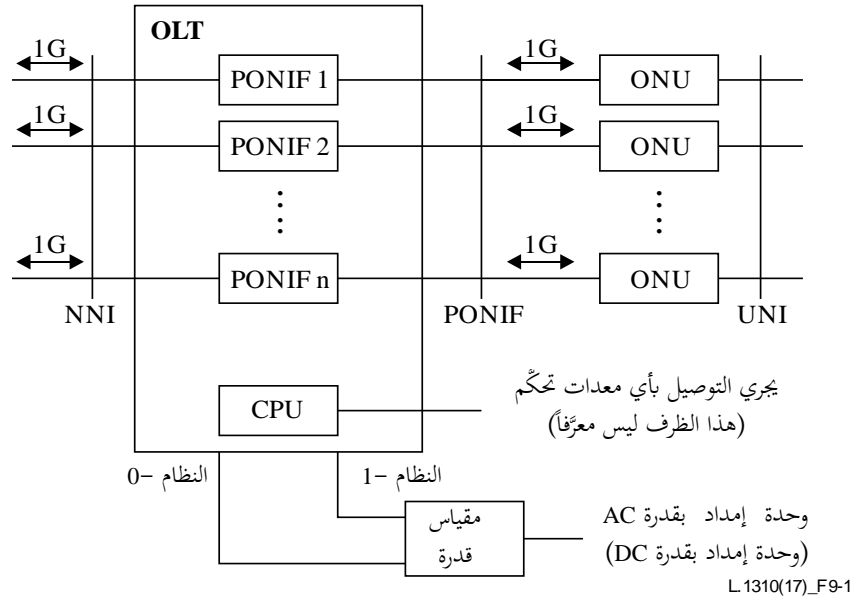 OLT
1G 1G
PONIF 1 ONU
1G 1G
PONIF 2 ONU
1G 1G
PONIF n ONU
NNI PONIF UNI
يجري التوصيل بأي معدات تحكَّم
CPU
(هذا الظرف ليس معرَّفاً)
النظام –0 النظام –1
مقياس
قدرة
وحدة إمداد بقدرة AC
(وحدة إمداد بقدرة DC)
L.1310(17)_F9-1